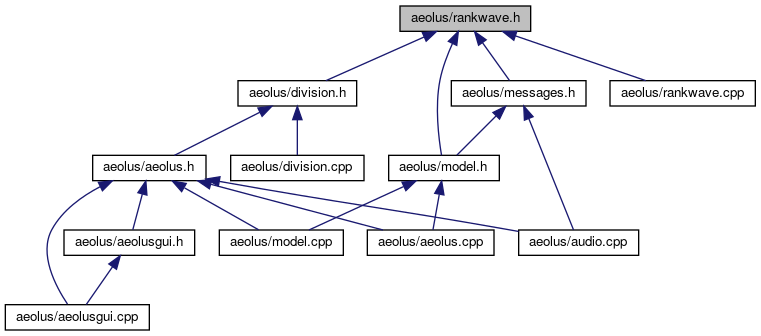 aeolus/rankwave.h
aeolus/division.h
aeolus/messages.h
aeolus/rankwave.cpp
aeolus/aeolus.h
aeolus/division.cpp
aeolus/model.h
aeolus/aeolusgui.h
aeolus/model.cpp
aeolus/aeolus.cpp
aeolus/audio.cpp
aeolus/aeolusgui.cpp